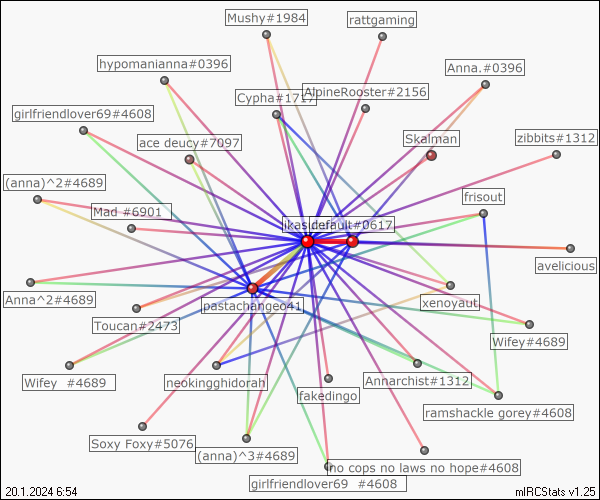 Mushy#1984
rattgaming
hypomanianna#0396
Anna.#0396
Cypha#1717
AlpineRooster#2156
girlfriendlover69#4608
ace deucy#7097
Skalman
zibbits#1312
(anna)^2#4689
Mad #6901
frisout
default#0617
avelicious
Anna^2#4689
pastachangeo41
xenoyaut
Toucan#2473
Wifey#4689
Wifey #4689
neokingghidorah
Annarchist#1312
fakedingo
ramshackle gorey#4608
Soxy Foxy#5076
(anna)^3#4689
no cops no laws no hope#4608
girlfriendlover69 #4608
20.1.2024 6:54
mIRCStats v1.25